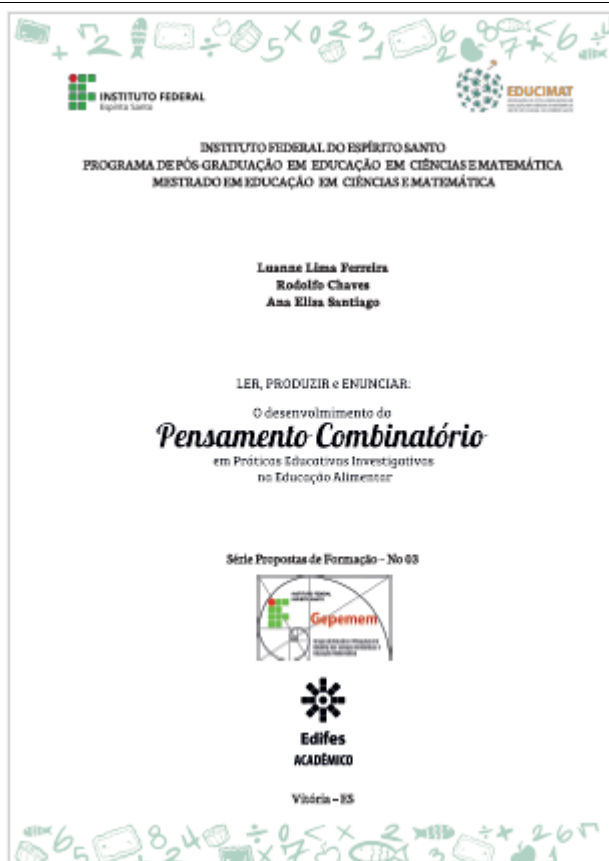 INSTITUTO FEDERAL
Espírito Santo
EDUCIMAT
INSTITUTO FEDERAL DO ESPÍRITO SANTO
PROGRAMA DE PÓS-GRADUAÇÃO EM EDUCAÇÃO EM CIÊNCIAS E MATEMÁTICA
MESTRADO EM EDUCAÇÃO EM CIÊNCIAS E MATEMÁTICA
Luanne Lima Ferreira
Rodolfo Chaves
Ana Elisa Santiago
LER, PRODUZIR e ENUNCIAR:
O desenvolmimento do
Pensamento Combinatório
em Práticas Educativas Investigativas
na Educação Alimentar
Série Propostas de Formação - No 03
INSTITUTO FEDERAL
Gepemem
Edifes
ACADÊMICO
Vitória - ES